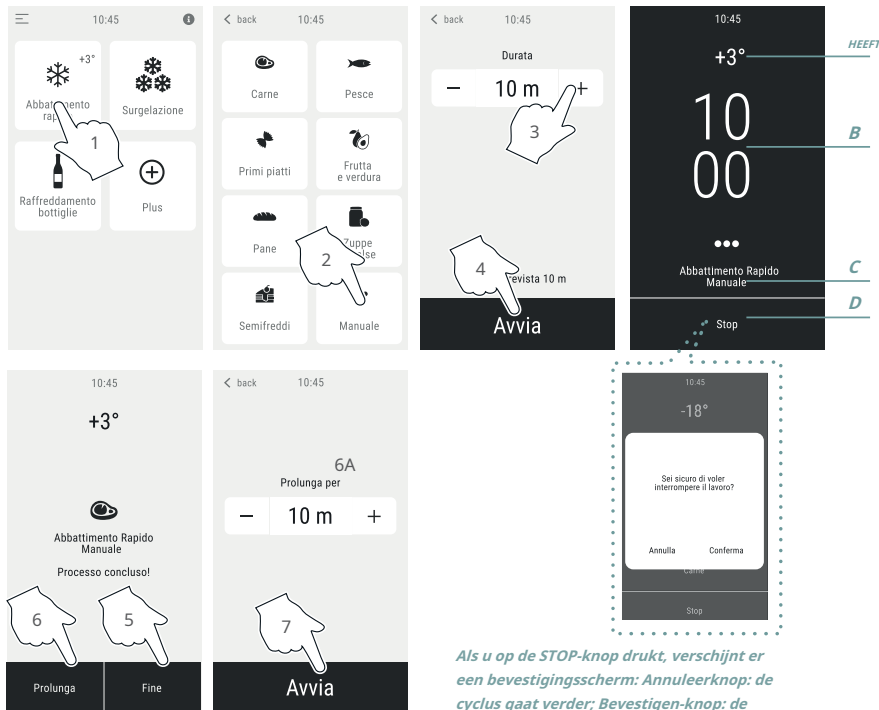 10:45
+3°
Surgelazione
1
Raffreddamento
bottiglie
Plus
back 10:45
Carne
Pesce
Primi piatti
Frutta
e verdura
Pane
2
Semifreddi
Manuale
back 10:45
Durata
− 10 m +
3
4
10 m
Avvia
10:45
+3°
HEEFT
10
00
B
Abbattimento Rapido
Manuale
C
D
Stop
10:45
+3°
Abbattimento Rapido
Manuale
Processo concluso!
6
5
Prolunga
Fine
back 10:45
6A
Prolunga per
− 10 m +
7
Avvia
10:45
-18°
Sei sicuro di voler
interrompere il lavoro?
Annulla
Conferma
Carne
Stop
Als u op de STOP-knop drukt, verschijnt er
een bevestigingsscherm: Annuleerknop: de
cyclus gaat verder; Bevestigen-knop: de